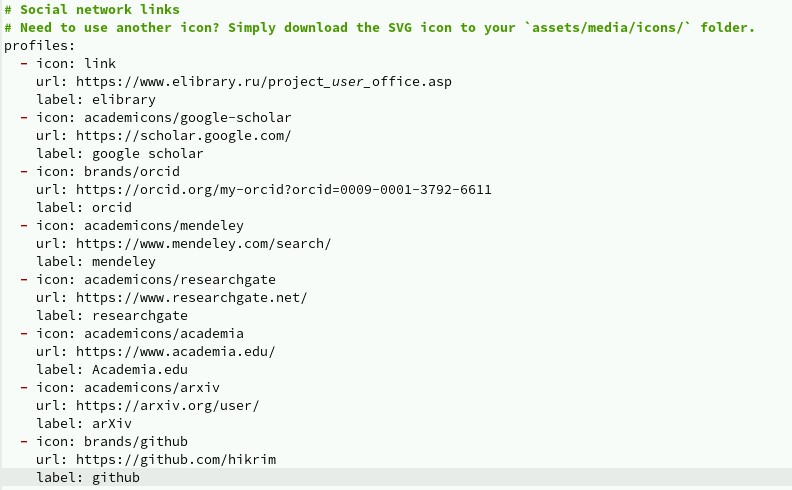 # Social network links
# Need to use another icon? Simply download the SVG icon to your `assets/media/icons/` folder.
profiles:
  - icon: link
    url: https://www.elibrary.ru/project_user_office.asp
    label: elibrary
  - icon: academicons/google-scholar
    url: https://scholar.google.com/
    label: google scholar
  - icon: brands/orcid
    url: https://orcid.org/my-orcid?orcid=0009-0001-3792-6611
    label: orcid
  - icon: academicons/mendeley
    url: https://www.mendeley.com/search/
    label: mendeley
  - icon: academicons/researchgate
    url: https://www.researchgate.net/
    label: researchgate
  - icon: academicons/academia
    url: https://www.academia.edu/
    label: Academia.edu
  - icon: academicons/arxiv
    url: https://arxiv.org/user/
    label: arXiv
  - icon: brands/github
    url: https://github.com/hikrim
    label: github